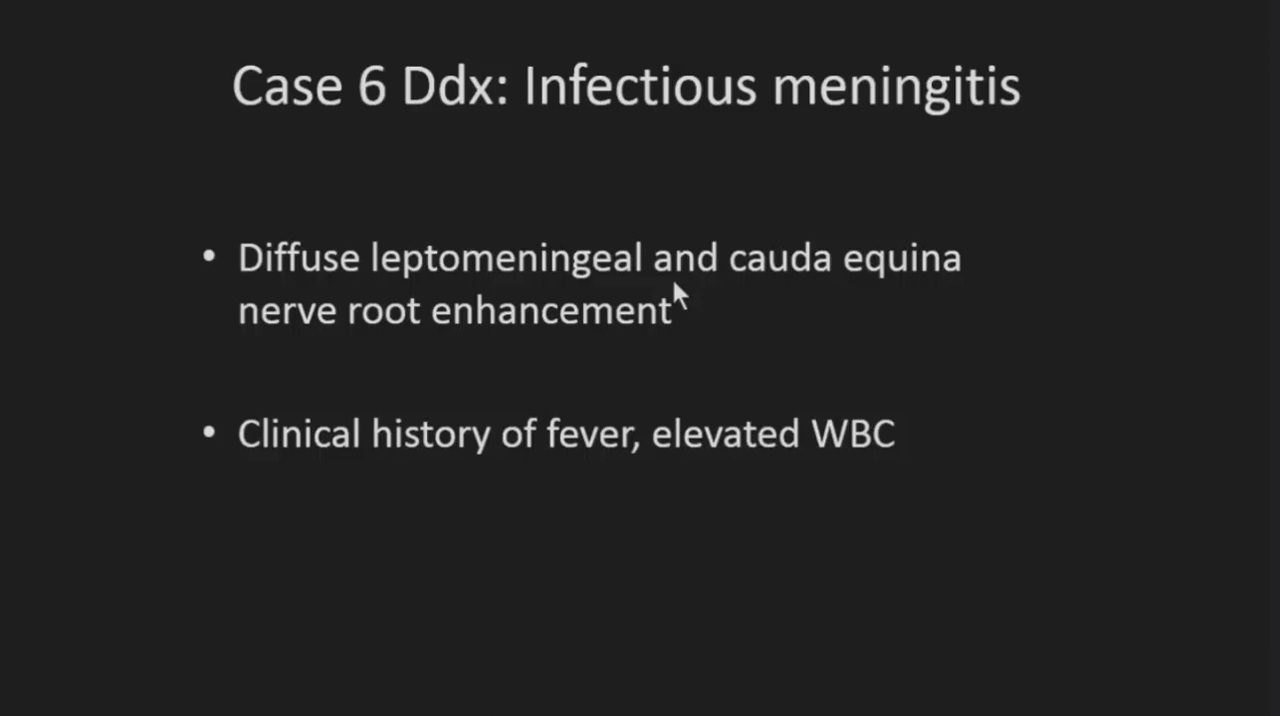 Case 6 Ddx: Infectious meningitis
• Diffuse leptomeningeal and cauda equina
nerve root enhancement
• Clinical history of fever, elevated WBC